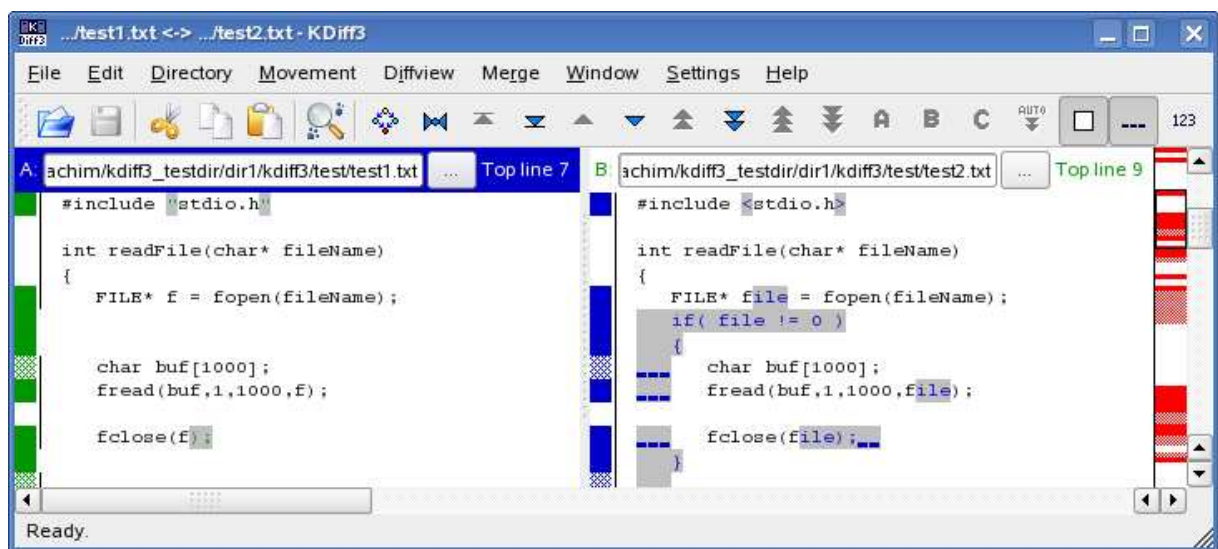 K
Diff3
.../test1.txt <-> .../test2.txt - KDiff3
File Edit Directory Movement Diffview Merge Window Settings Help
A B C AUTO 123
A: achim/kdiff3_testdir/dir1/kdiff3/test/test1.txt ... Top line 7
#include "stdio.h"
int readFile(char* fileName)
{
FILE* f = fopen(fileName);
char buf[1000];
fread(buf,1,1000,f);
fclose(f);
B: achim/kdiff3_testdir/dir1/kdiff3/test/test2.txt ... Top line 9
#include <stdio.h>
int readFile(char* fileName)
{
FILE* file = fopen(fileName);
if( file != 0 )
{
char buf[1000];
fread(buf,1,1000,file);
fclose(file);
}
Ready.